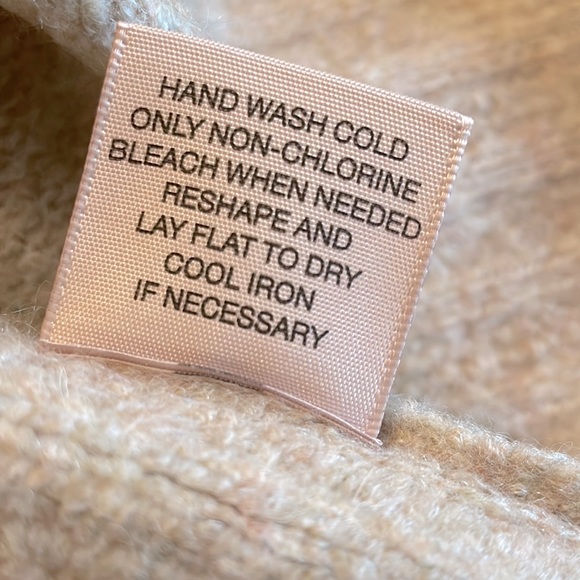 HAND WASH COLD
ONLY NON-CHLORINE
BLEACH WHEN NEEDED
RESHAPE AND
LAY FLAT TO DRY
COOL IRON
IF NECESSARY